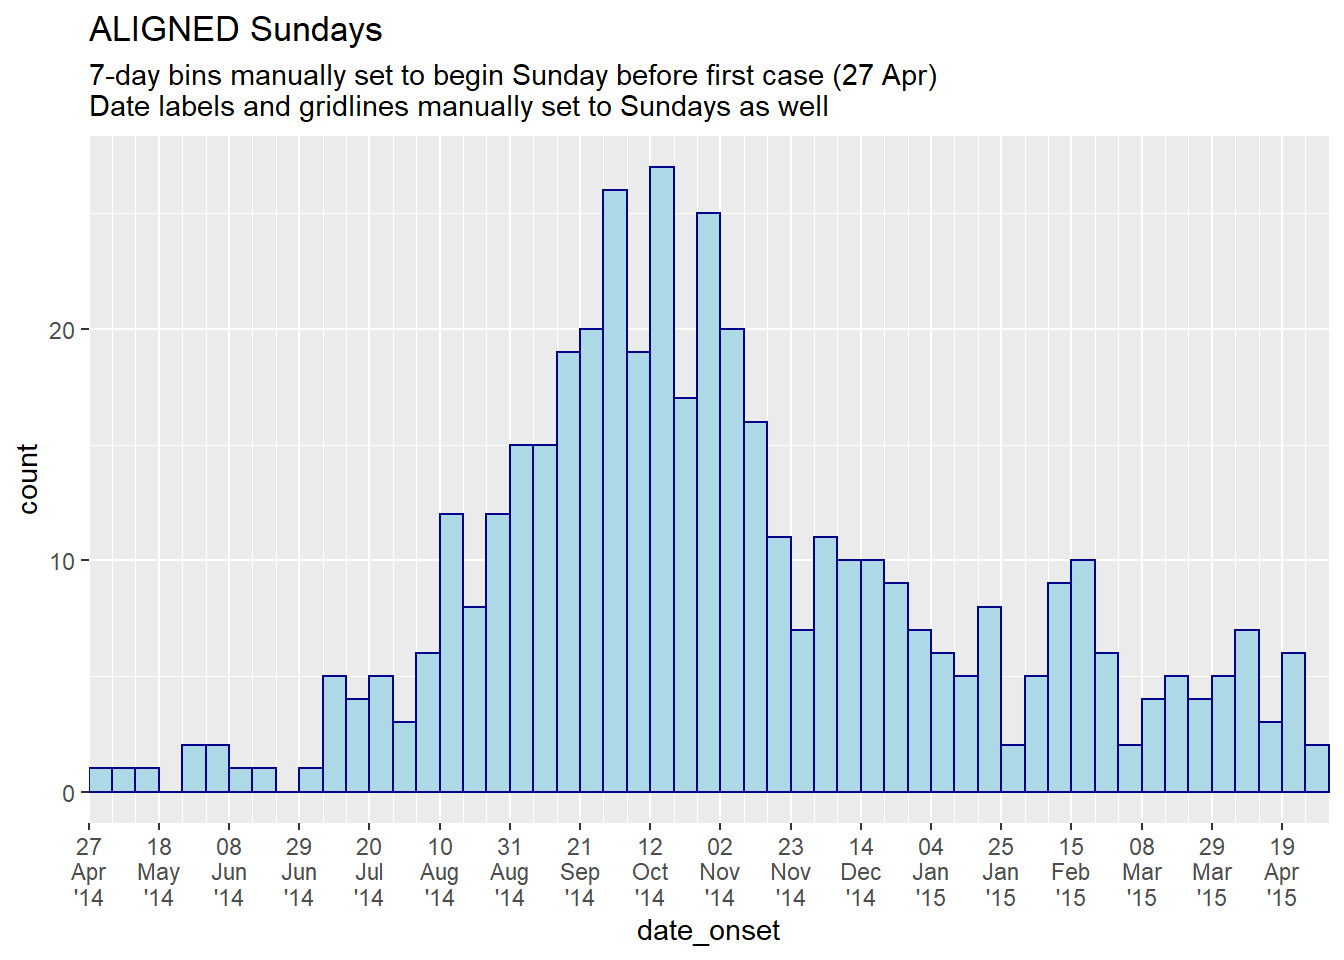 ALIGNED Sundays
7-day bins manually set to begin Sunday before first case (27 Apr)
Date labels and gridlines manually set to Sundays as well
count
20
10
0
27 18 08 29 20 10 31 21 12 02 23 14 04 25 15 08 29 19
Apr May Jun Jun Jul Aug Aug Sep Oct Nov Nov Dec Jan Jan Feb Mar Mar Apr
'14 '14 '14 '14 '14 '14 '14 '14 '14 '14 '14 '14 '15 '15 '15 '15 '15 '15
date_onset